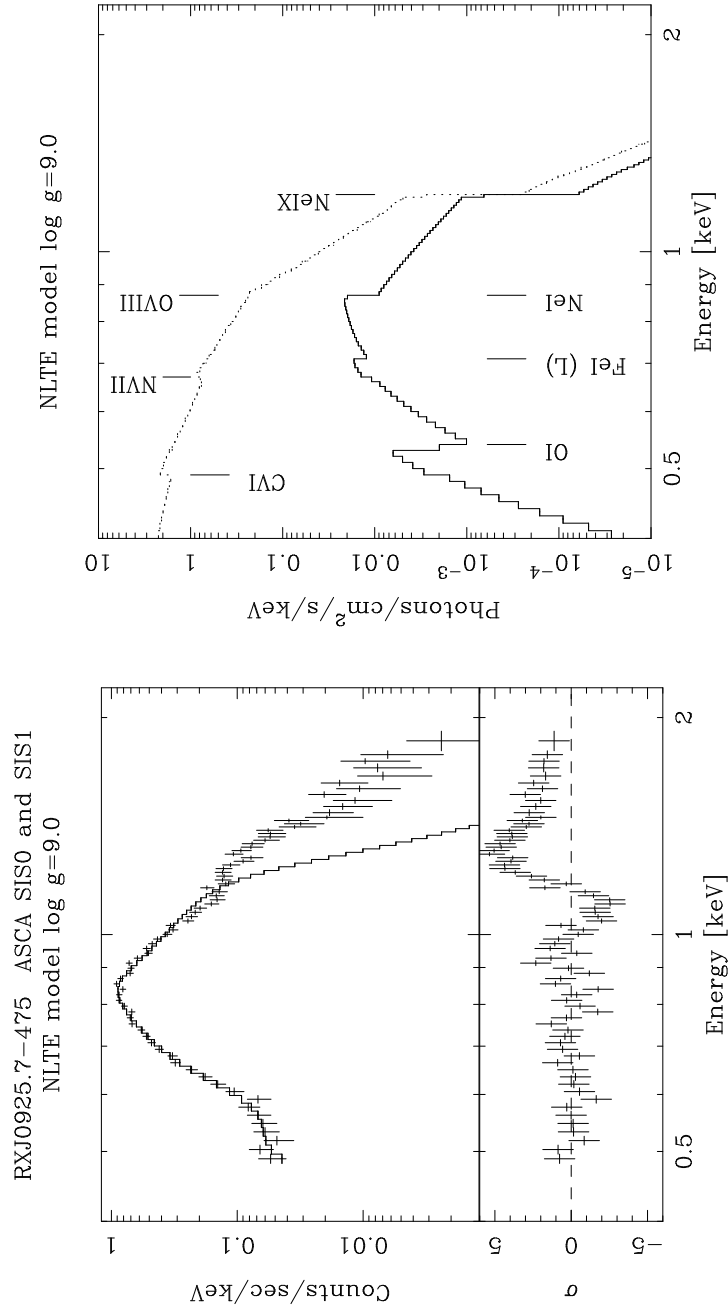 RXJ0925.7−475 ASCA SIS0 and SIS1
NLTE model log g=9.0
Counts/sec/keV
1
0.1
0.01
σ
5
0
−5
0.5
1
2
Energy [keV]
NLTE model log g=9.0
Photons/cm²/s/keV
10
1
0.1
0.01
10⁻³
10⁻⁴
10⁻⁵
CVI
NVII
OVIII
NeIX
OI
FeI (L)
NeI
0.5
1
2
Energy [keV]